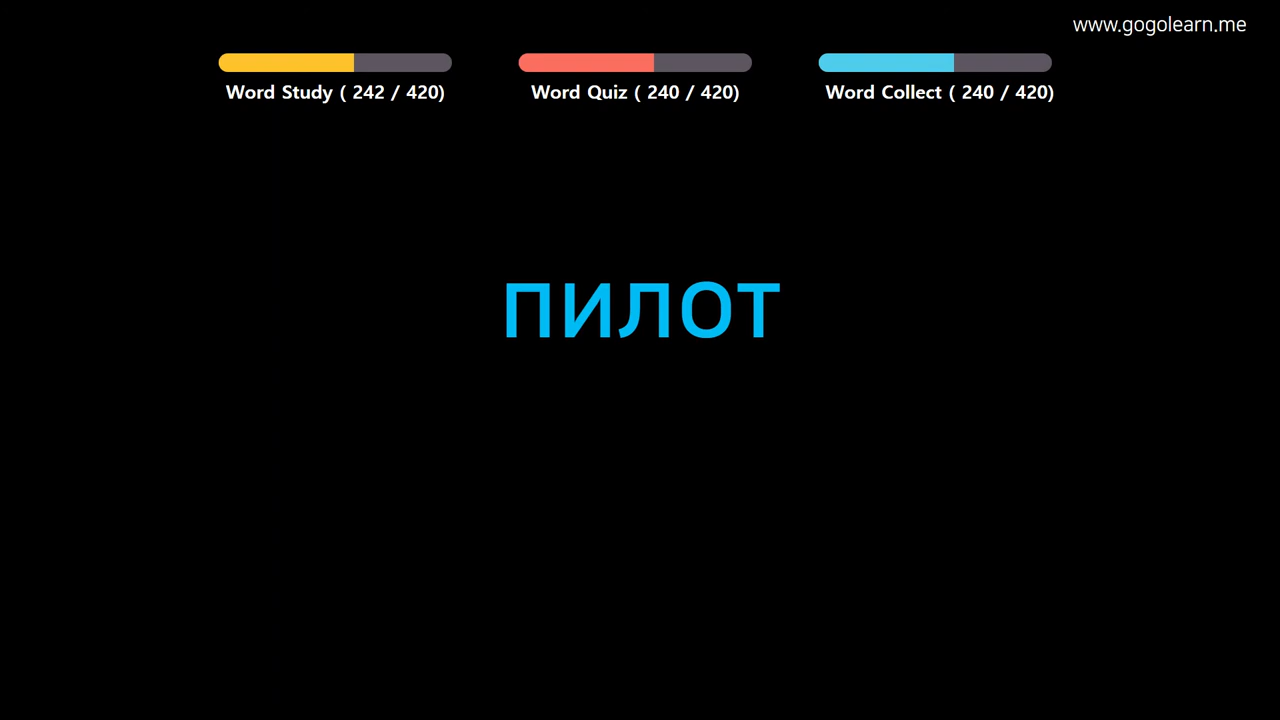 www.gogolearn.me
Word Study ( 242 / 420)
Word Quiz ( 240 / 420)
Word Collect ( 240 / 420)
пилот